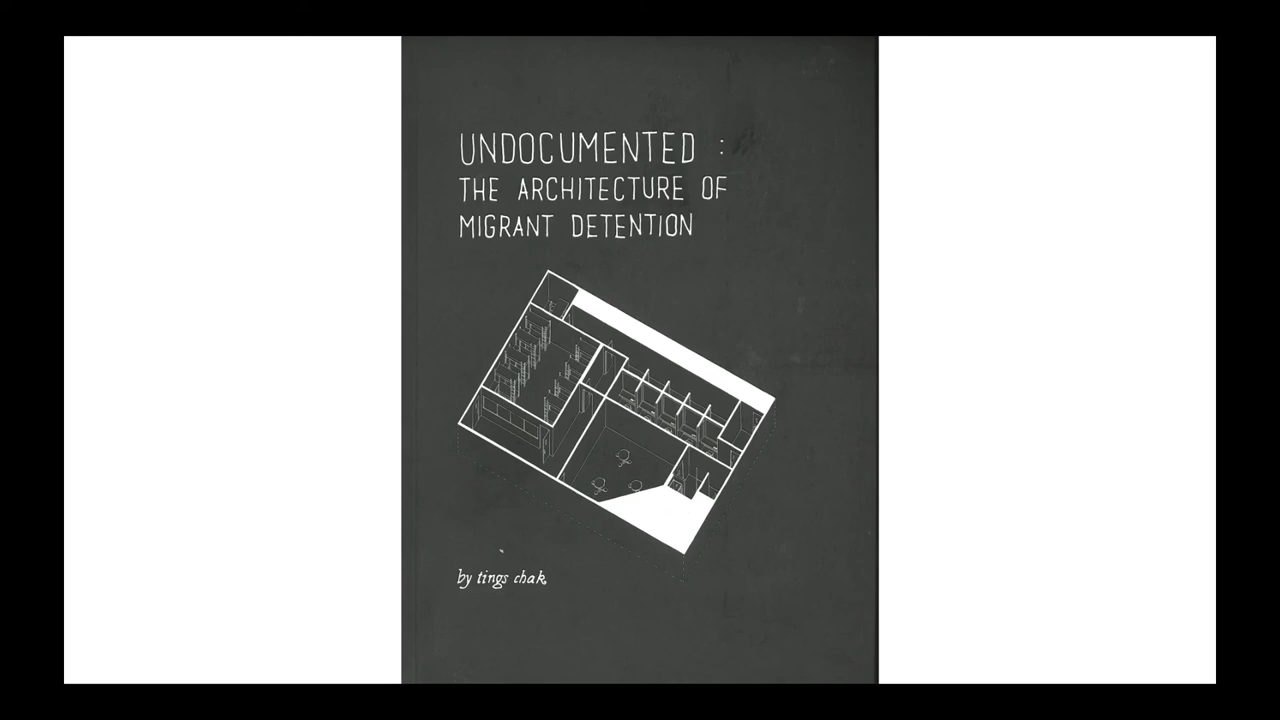 UNDOCUMENTED :
THE ARCHITECTURE OF
MIGRANT DETENTION
by tings chak